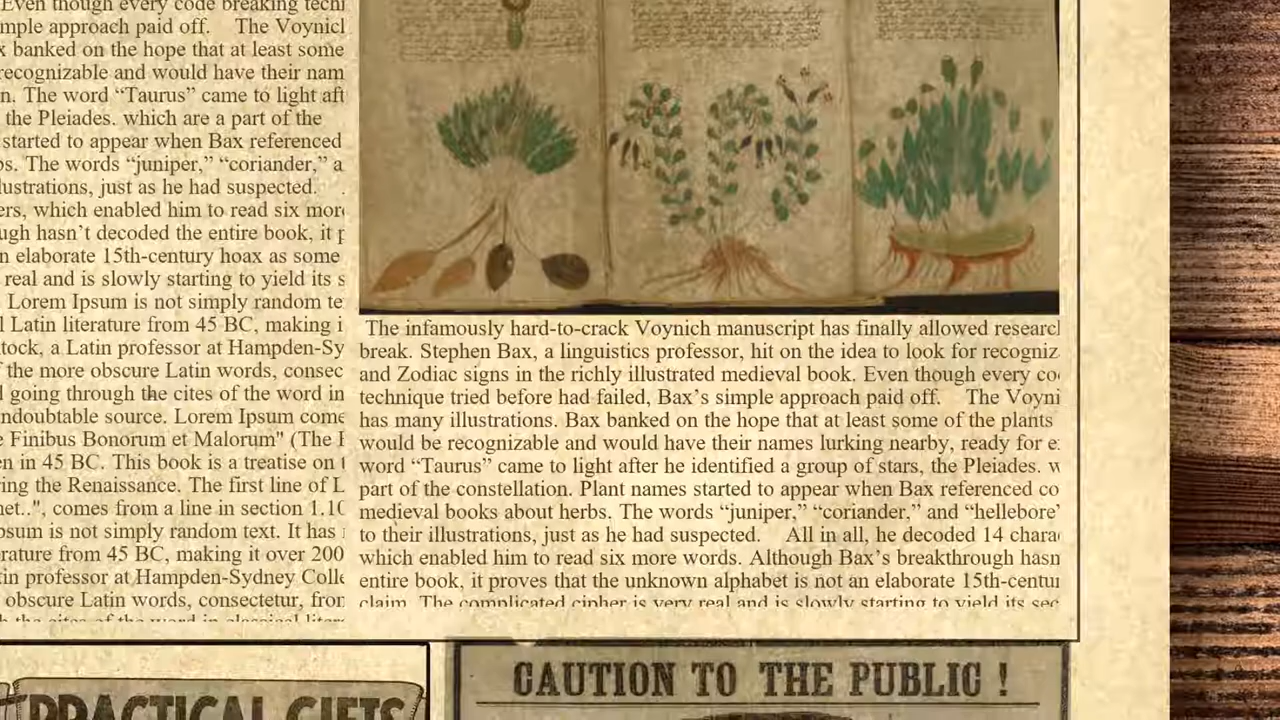 Even though every code breaking techn
mple approach paid off. The Voynich
x banked on the hope that at least some
recognizable and would have their nam
n. The word “Taurus” came to light aft
the Pleiades. which are a part of the
started to appear when Bax referenced
os. The words “juniper,” “coriander,” a
lustrations, just as he had suspected.
ers, which enabled him to read six more
ugh hasn’t decoded the entire book, it p
n elaborate 15th-century hoax as some
real and is slowly starting to yield its s
Lorem Ipsum is not simply random te
l Latin literature from 45 BC, making i
tock, a Latin professor at Hampden-Sy
f the more obscure Latin words, consec
d going through the cites of the word in
ndoubtable source. Lorem Ipsum come
e Finibus Bonorum et Malorum" (The E
en in 45 BC. This book is a treatise on t
ring the Renaissance. The first line of L
met..", comes from a line in section 1.10
psum is not simply random text. It has
erature from 45 BC, making it over 200
tin professor at Hampden-Sydney Colle
obscure Latin words, consectetur, from
h the cites of the word in classical litera
The infamously hard-to-crack Voynich manuscript has finally allowed research
break. Stephen Bax, a linguistics professor, hit on the idea to look for recogniz
and Zodiac signs in the richly illustrated medieval book. Even though every co
technique tried before had failed, Bax’s simple approach paid off. The Voyni
has many illustrations. Bax banked on the hope that at least some of the plants
would be recognizable and would have their names lurking nearby, ready for e
word “Taurus” came to light after he identified a group of stars, the Pleiades. w
part of the constellation. Plant names started to appear when Bax referenced co
medieval books about herbs. The words “juniper,” “coriander,” and “hellebore”
to their illustrations, just as he had suspected. All in all, he decoded 14 chara
which enabled him to read six more words. Although Bax’s breakthrough hasn
entire book, it proves that the unknown alphabet is not an elaborate 15th-centu
claim. The complicated cipher is very real and is slowly starting to yield its sec
PRACTICAL GIFTS
CAUTION TO THE PUBLIC !